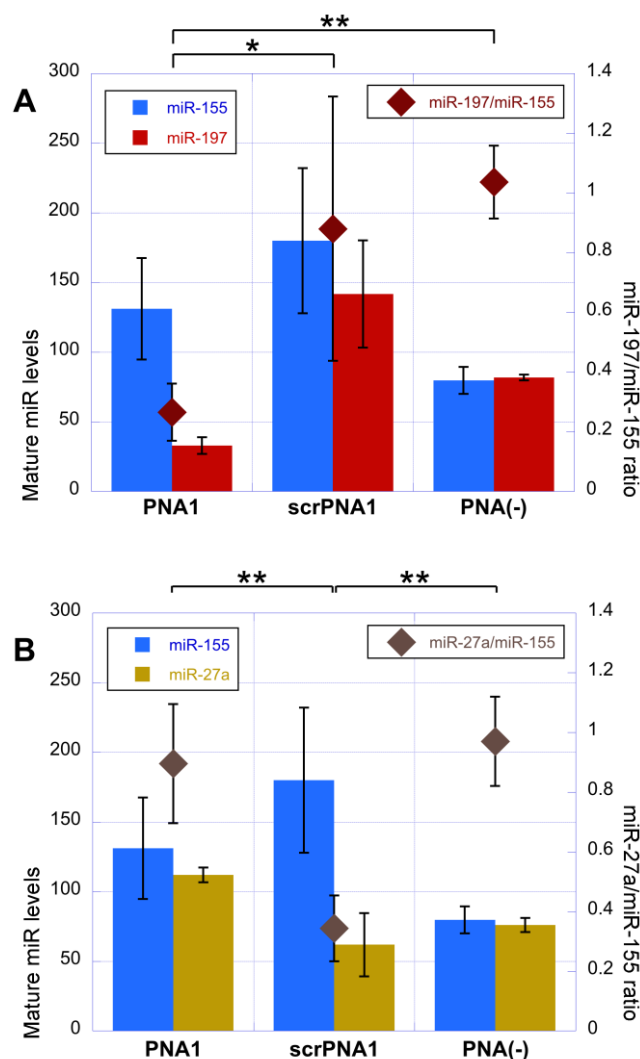 **
*
A
300
250
200
150
100
50
0
Mature miR levels
miR-155
miR-197
miR-197/miR-155
1.4
1.2
1
0.8
0.6
0.4
0.2
0
miR-197/miR-155 ratio
PNA1 scrPNA1 PNA(-)
** **
B
300
250
200
150
100
50
0
Mature miR levels
miR-155
miR-27a
miR-27a/miR-155
1.4
1.2
1
0.8
0.6
0.4
0.2
0
miR-27a/miR-155 ratio
PNA1 scrPNA1 PNA(-)